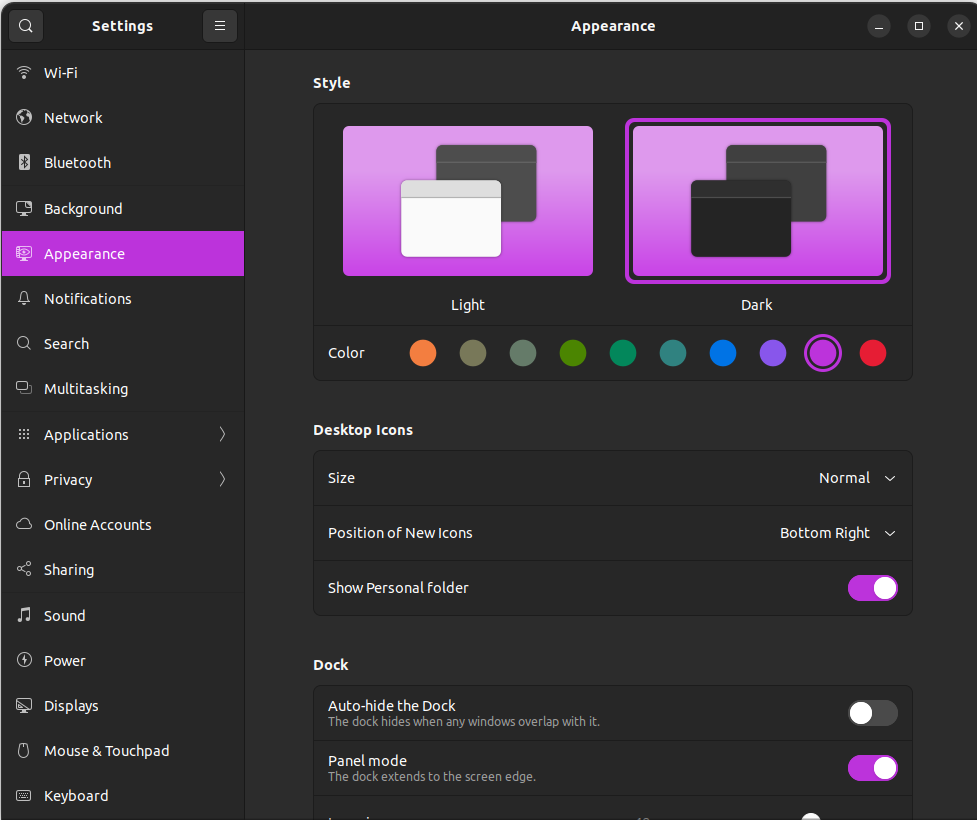 Settings
Appearance
Wi-Fi
Network
Bluetooth
Background
Appearance
Notifications
Search
Multitasking
Applications
Privacy
Online Accounts
Sharing
Sound
Power
Displays
Mouse & Touchpad
Keyboard
Style
Light
Dark
Color
Desktop Icons
Size
Normal
Position of New Icons
Bottom Right
Show Personal folder
Dock
Auto-hide the Dock
The dock hides when any windows overlap with it.
Panel mode
The dock extends to the screen edge.